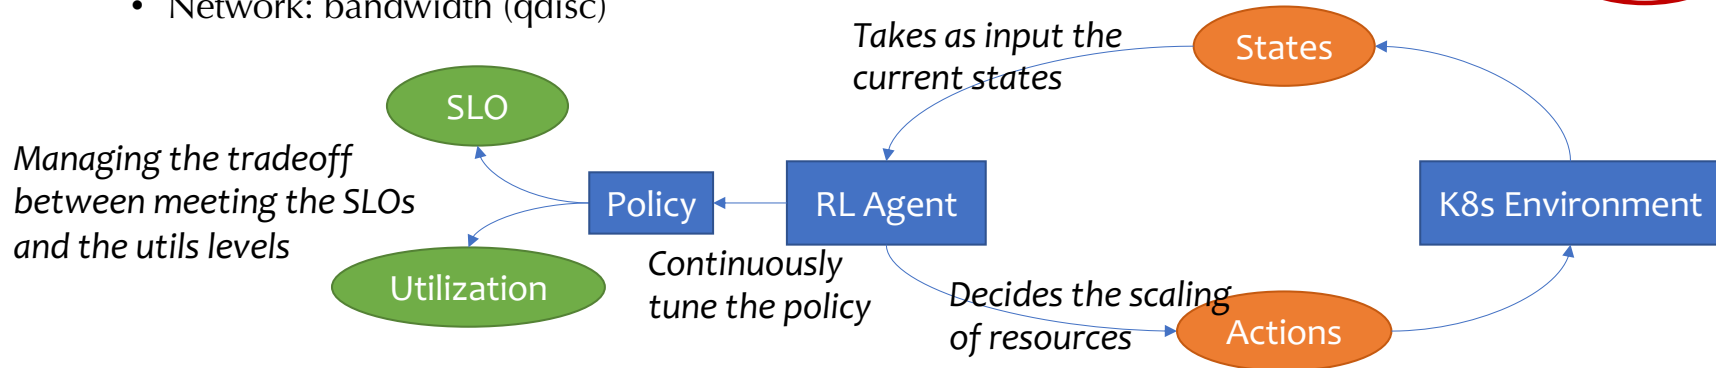 • Network: bandwidth (qdisc)
Takes as input the
current states
States
SLO
Managing the tradeoff
between meeting the SLOs
and the utils levels
Policy
RL Agent
K8s Environment
Continuously
tune the policy
Utilization
Decides the scaling
of resources
Actions